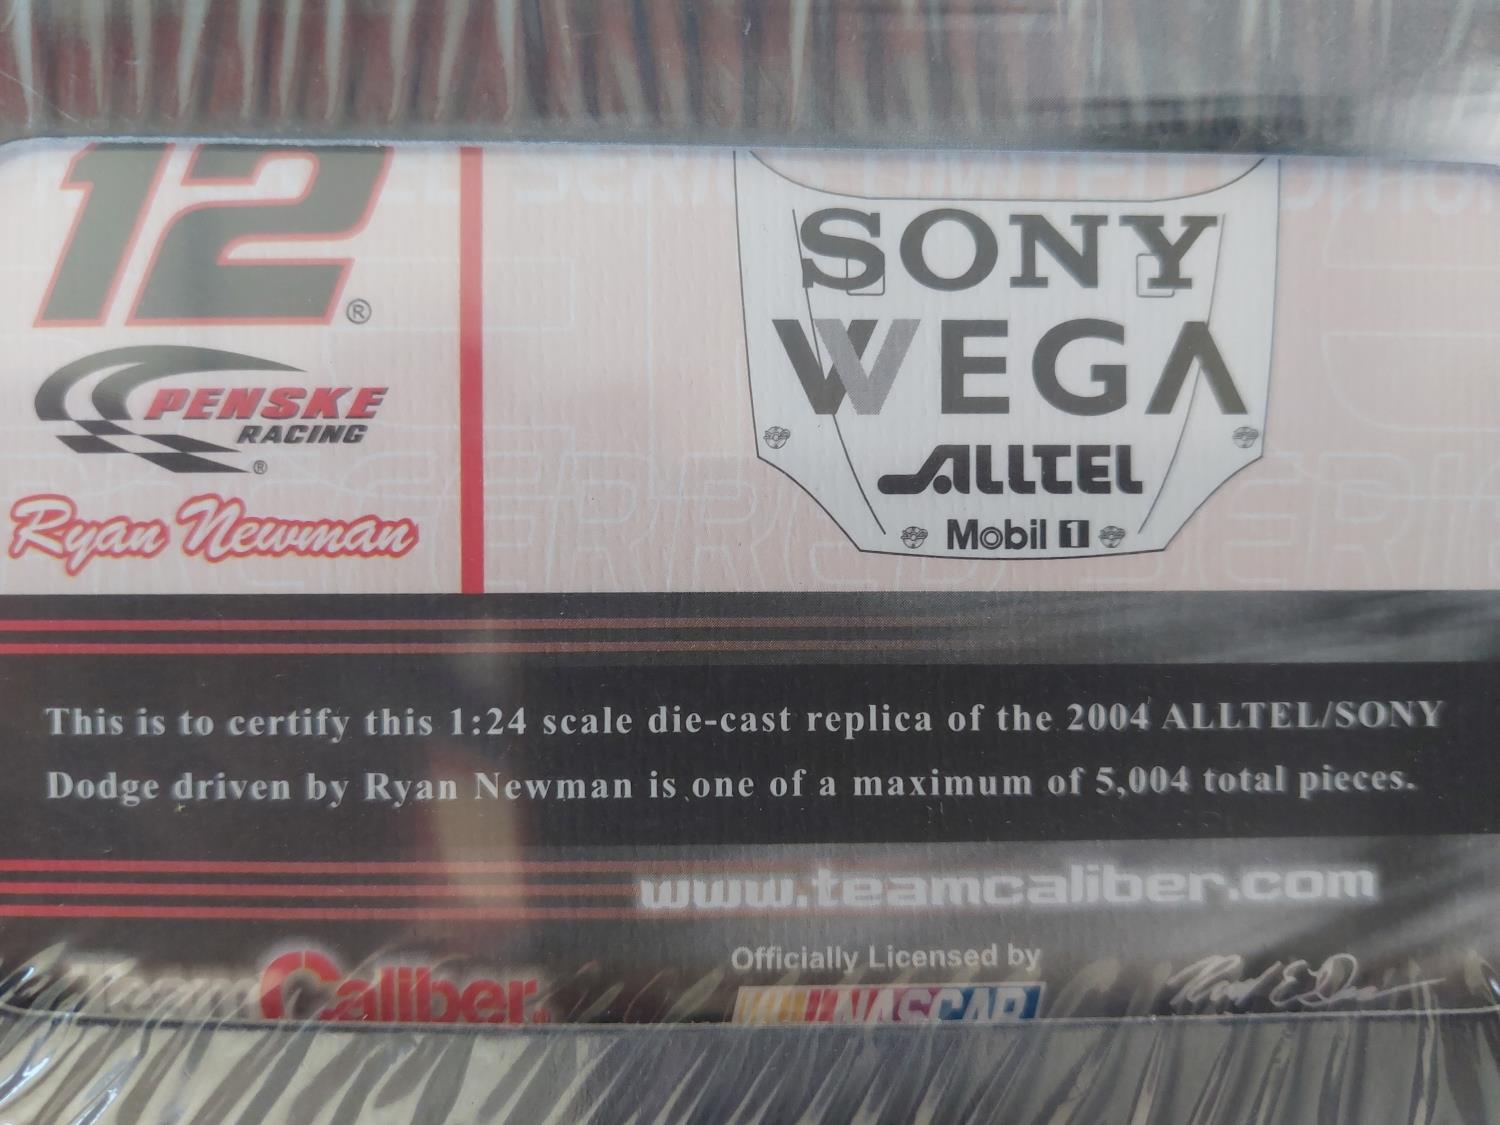 12®
PENSKE
RACING
®
Ryan Newman
SONY
WEGA
ALLTEL
Mobil 1
This is to certify this 1:24 scale die-cast replica of the 2004 ALLTEL/SONY
Dodge driven by Ryan Newman is one of a maximum of 5,004 total pieces.
www.teamcaliber.com
Team Caliber
Officially Licensed by
NASCAR